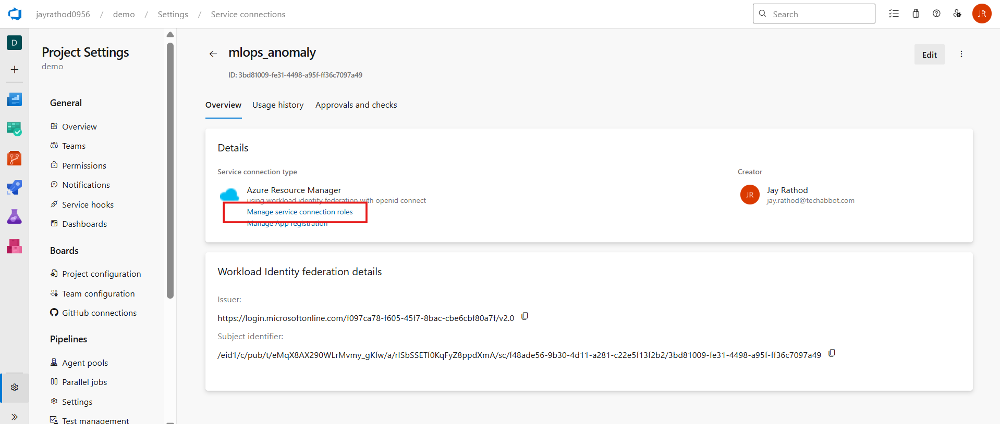 jayrathod0956 / demo / Settings / Service connections
Search
JR
D
Project Settings
demo
General
Overview
Teams
Permissions
Notifications
Service hooks
Dashboards
Boards
Project configuration
Team configuration
GitHub connections
Pipelines
Agent pools
Parallel jobs
Settings
Test management
mlops_anomaly
Edit
ID: 3bd81009-fe31-4498-a95f-ff36c7097a49
Overview
Usage history
Approvals and checks
Details
Service connection type
Azure Resource Manager
using workload identity federation with openid connect
Manage service connection roles
Manage App registration
Creator
JR
Jay Rathod
jay.rathod@techabbot.com
Workload Identity federation details
Issuer:
https://login.microsoftonline.com/f097ca78-f605-45f7-8bac-cbe6cbf80a7f/v2.0
Subject identifier:
/eid1/c/pub/t/eMqX8AX290WLrMvmy_gKfw/a/rISbSSETf0KqFyZ8ppdXmA/sc/f48ade56-9b30-4d11-a281-c22e5f13f2b2/3bd81009-fe31-4498-a95f-ff36c7097a49